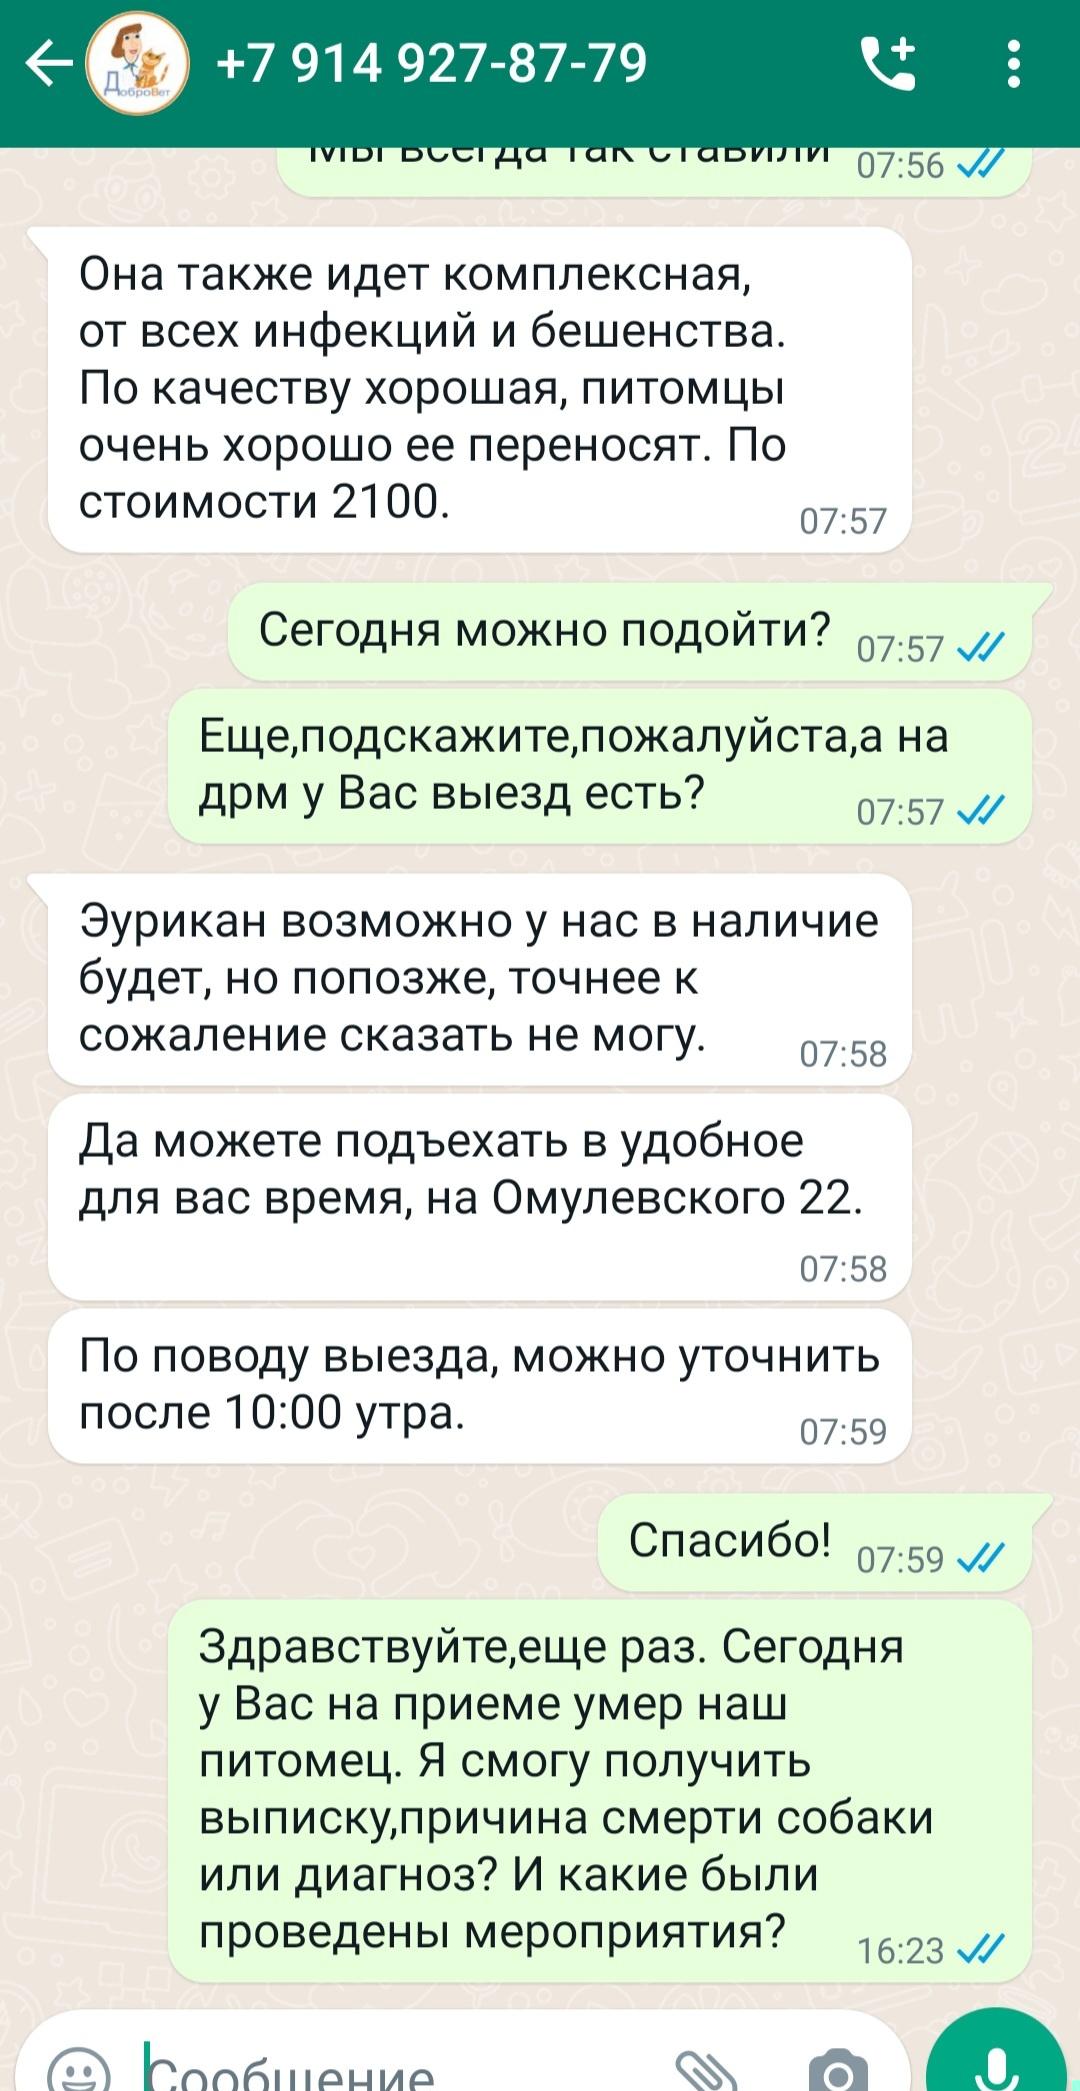 +7 914 927-87-79
ДоброВет
Мы всегда так ставили 07:56
Она также идет комплексная,
от всех инфекций и бешенства.
По качеству хорошая, питомцы
очень хорошо ее переносят. По
стоимости 2100.
07:57
Сегодня можно подойти? 07:57
Еще,подскажите,пожалуйста,а на
дрм у Вас выезд есть?
07:57
Эурикан возможно у нас в наличие
будет, но попозже, точнее к
сожаление сказать не могу.
07:58
Да можете подъехать в удобное
для вас время, на Омулевского 22.
07:58
По поводу выезда, можно уточнить
после 10:00 утра.
07:59
Спасибо! 07:59
Здравствуйте,еще раз. Сегодня
у Вас на приеме умер наш
питомец. Я смогу получить
выписку,причина смерти собаки
или диагноз? И какие были
проведены мероприятия?
16:23
Сообщение